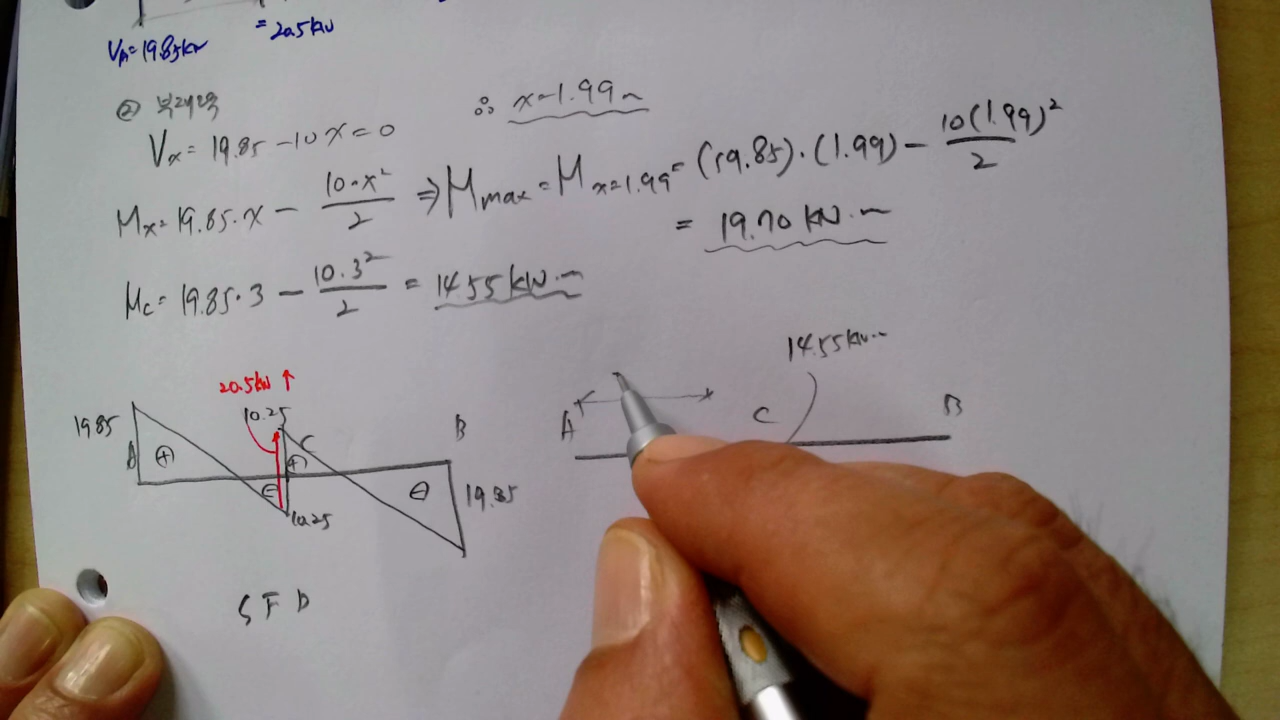 = 20.5kN
V_A=19.85kN
② 부재력
V_x = 19.85 - 10x = 0
∴ x=1.99m
M_x = 19.85·x - 10·x²/2 ⇒ M_max = M_x=1.99 = (19.85)·(1.99) - 10(1.99)²/2
= 19.70 kN·m
M_C = 19.85·3 - 10·3²/2 = 14.55 kN·m
14.55kN·m
20.5kN ↑
19.85
10.25
A
(+)
C
(+)
B
(-)
(-)
10.25
19.85
A
C
B
S F D